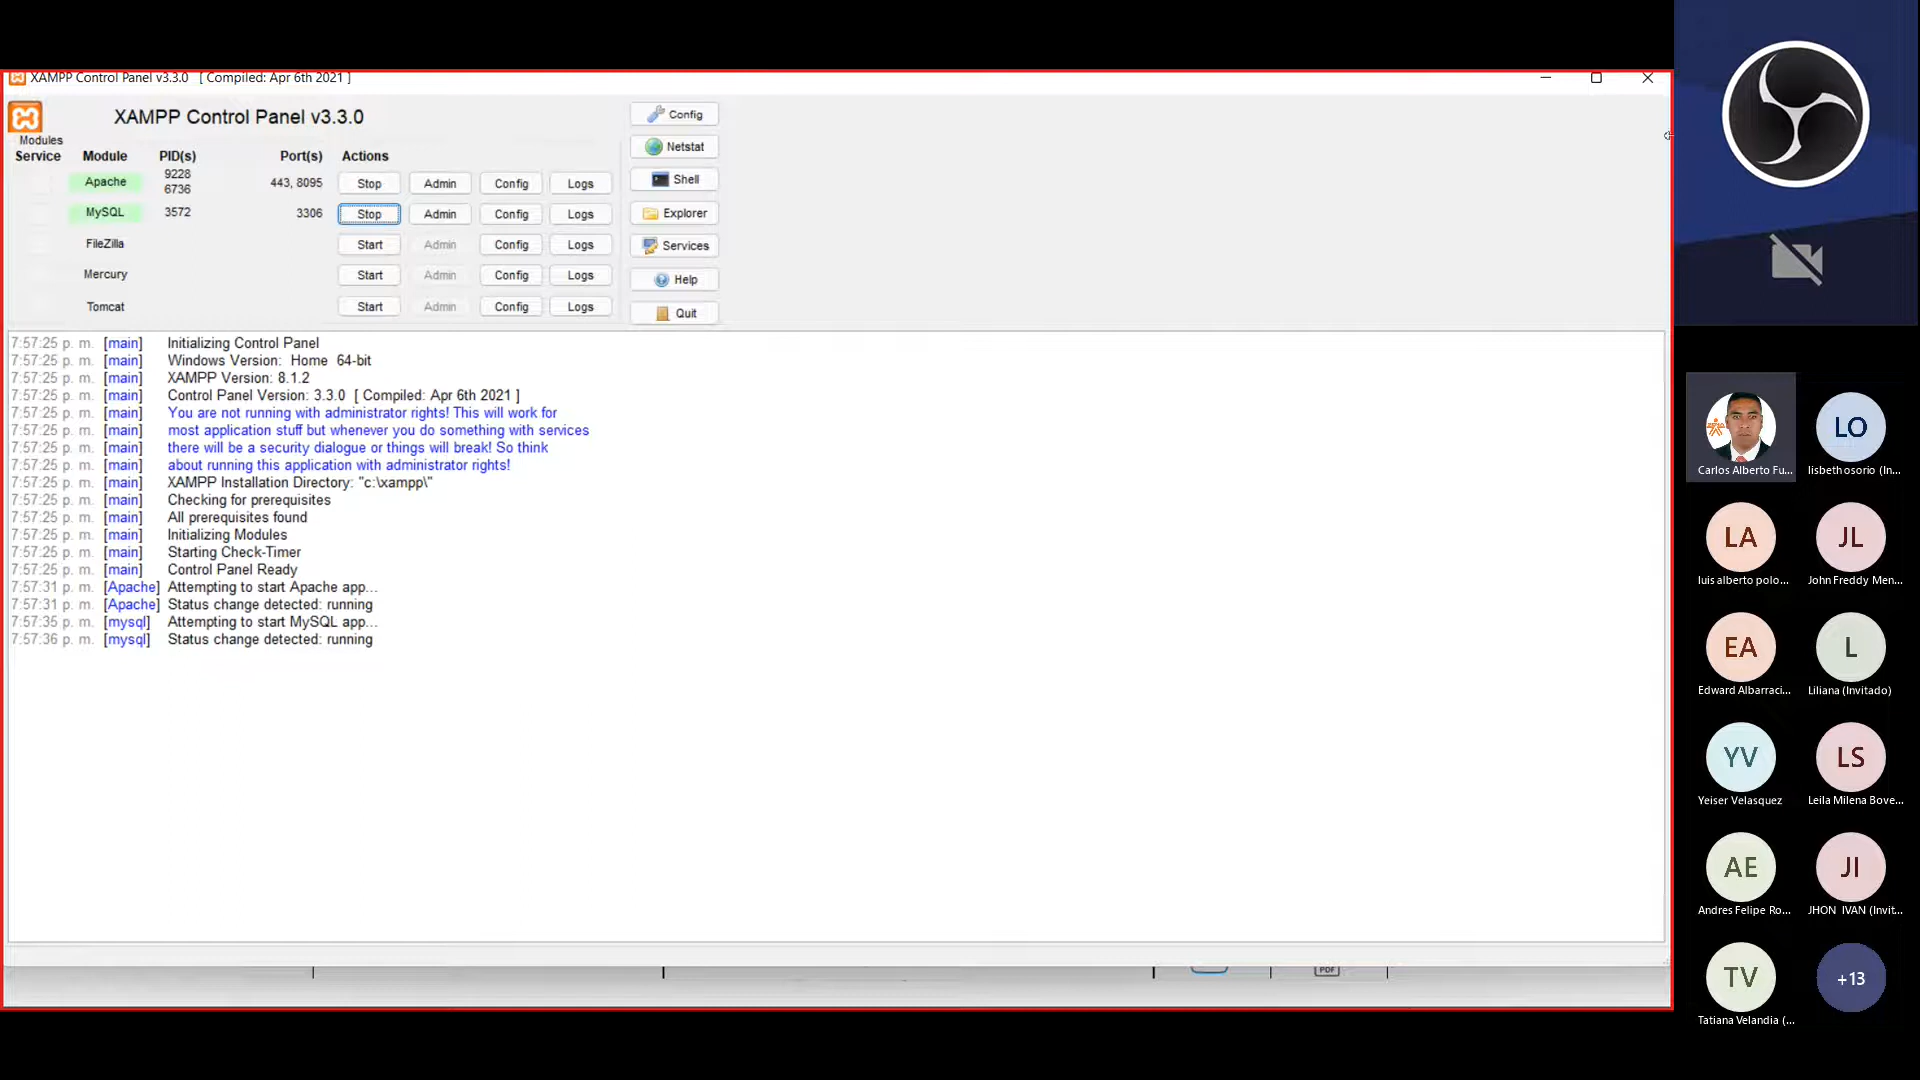 XAMPP Control Panel v3.3.0 [ Compiled: Apr 6th 2021 ]
XAMPP Control Panel v3.3.0
Modules
Service Module PID(s) Port(s) Actions
Apache 9228 6736 443, 8095 Stop Admin Config Logs
MySQL 3572 3306 Stop Admin Config Logs
FileZilla Start Admin Config Logs
Mercury Start Admin Config Logs
Tomcat Start Admin Config Logs
Config
Netstat
Shell
Explorer
Services
Help
Quit
7:57:25 p. m. [main] Initializing Control Panel
7:57:25 p. m. [main] Windows Version: Home 64-bit
7:57:25 p. m. [main] XAMPP Version: 8.1.2
7:57:25 p. m. [main] Control Panel Version: 3.3.0 [ Compiled: Apr 6th 2021 ]
7:57:25 p. m. [main] You are not running with administrator rights! This will work for
7:57:25 p. m. [main] most application stuff but whenever you do something with services
7:57:25 p. m. [main] there will be a security dialogue or things will break! So think
7:57:25 p. m. [main] about running this application with administrator rights!
7:57:25 p. m. [main] XAMPP Installation Directory: "c:\xampp\"
7:57:25 p. m. [main] Checking for prerequisites
7:57:25 p. m. [main] All prerequisites found
7:57:25 p. m. [main] Initializing Modules
7:57:25 p. m. [main] Starting Check-Timer
7:57:25 p. m. [main] Control Panel Ready
7:57:31 p. m. [Apache] Attempting to start Apache app...
7:57:31 p. m. [Apache] Status change detected: running
7:57:35 p. m. [mysql] Attempting to start MySQL app...
7:57:36 p. m. [mysql] Status change detected: running
PDF
Carlos Alberto Fu...
LO
lisbeth osorio (In...
LA
luis alberto polo...
JL
John Freddy Men...
EA
Edward Albarraci...
L
Liliana (Invitado)
YV
Yeiser Velasquez
LS
Leila Milena Bove...
AE
Andres Felipe Ro...
JI
JHON IVAN (Invit...
TV
Tatiana Velandia (...
+13